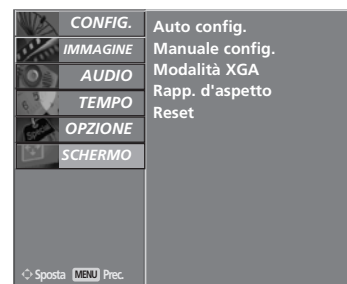 CONFIG.
IMMAGINE
AUDIO
TEMPO
OPZIONE
SCHERMO
Auto config.
Manuale config.
Modalità XGA
Rapp. d'aspetto
Reset
Sposta MENU Prec.